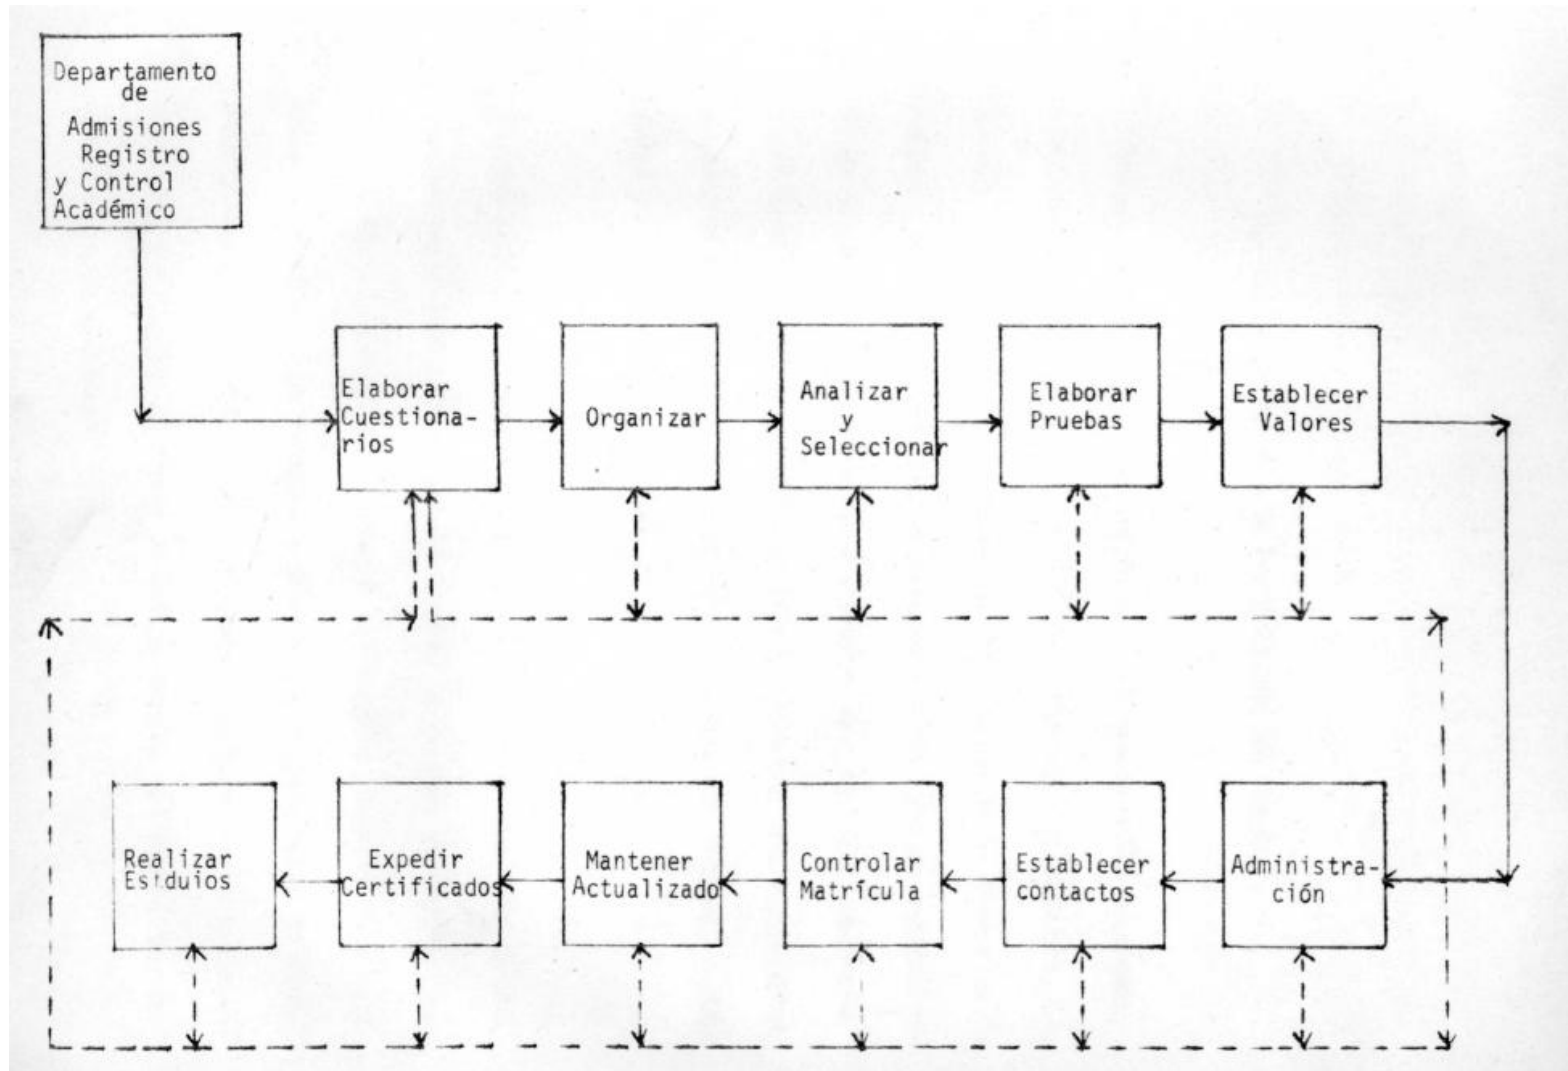 Departamento
de
Admisiones
Registro
y Control
Académico
Elaborar
Cuestiona-
rios
Organizar
Analizar
y
Seleccionar
Elaborar
Pruebas
Establecer
Valores
Realizar
Estduios
Expedir
Certificados
Mantener
Actualizado
Controlar
Matrícula
Establecer
contactos
Administra-
ción